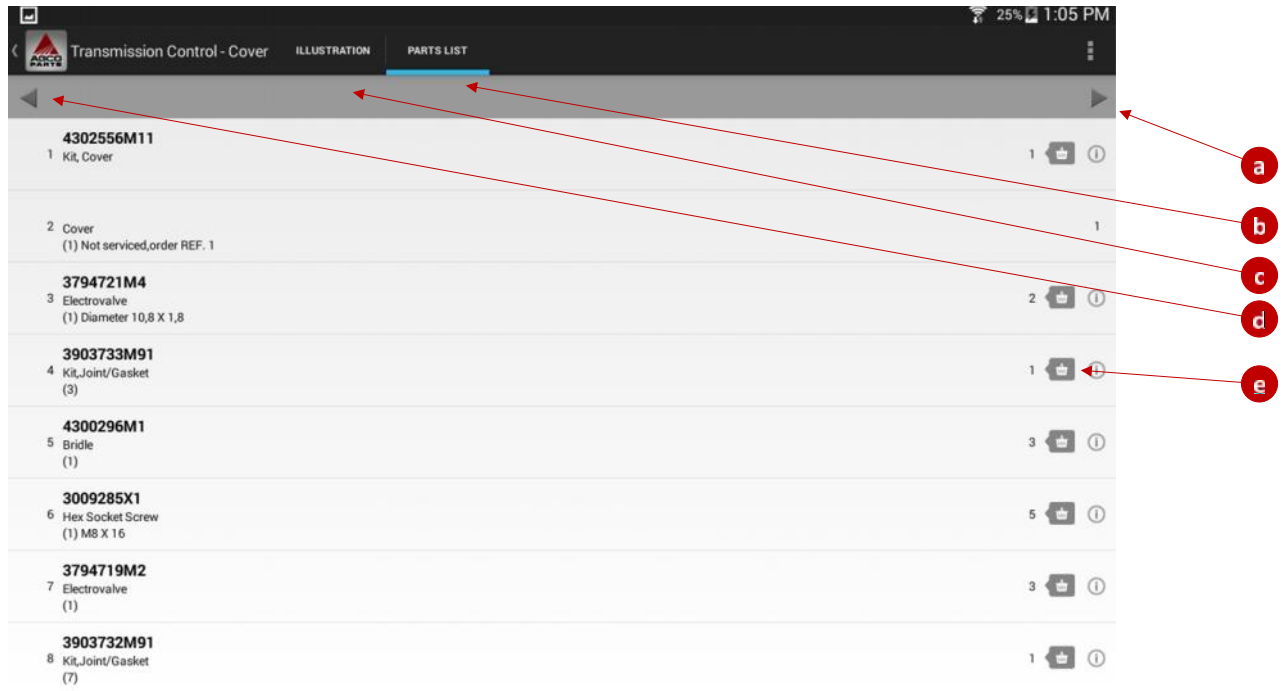 25% 1:05 PM
AGCO PARTS Transmission Control - Cover ILLUSTRATION PARTS LIST
4302556M11
1 Kit, Cover 1 i
a
2 Cover 1
b
(1) Not serviced,order REF. 1
3794721M4
c
3 Electrovalve 2 i
(1) Diameter 10,8 X 1,8
d
3903733M91
4 Kit,Joint/Gasket 1 i
(3)
e
4300296M1
5 Bridle 3 i
(1)
3009285X1
6 Hex Socket Screw 5 i
(1) M8 X 16
3794719M2
7 Electrovalve 3 i
(1)
3903732M91
8 Kit,Joint/Gasket 1 i
(7)